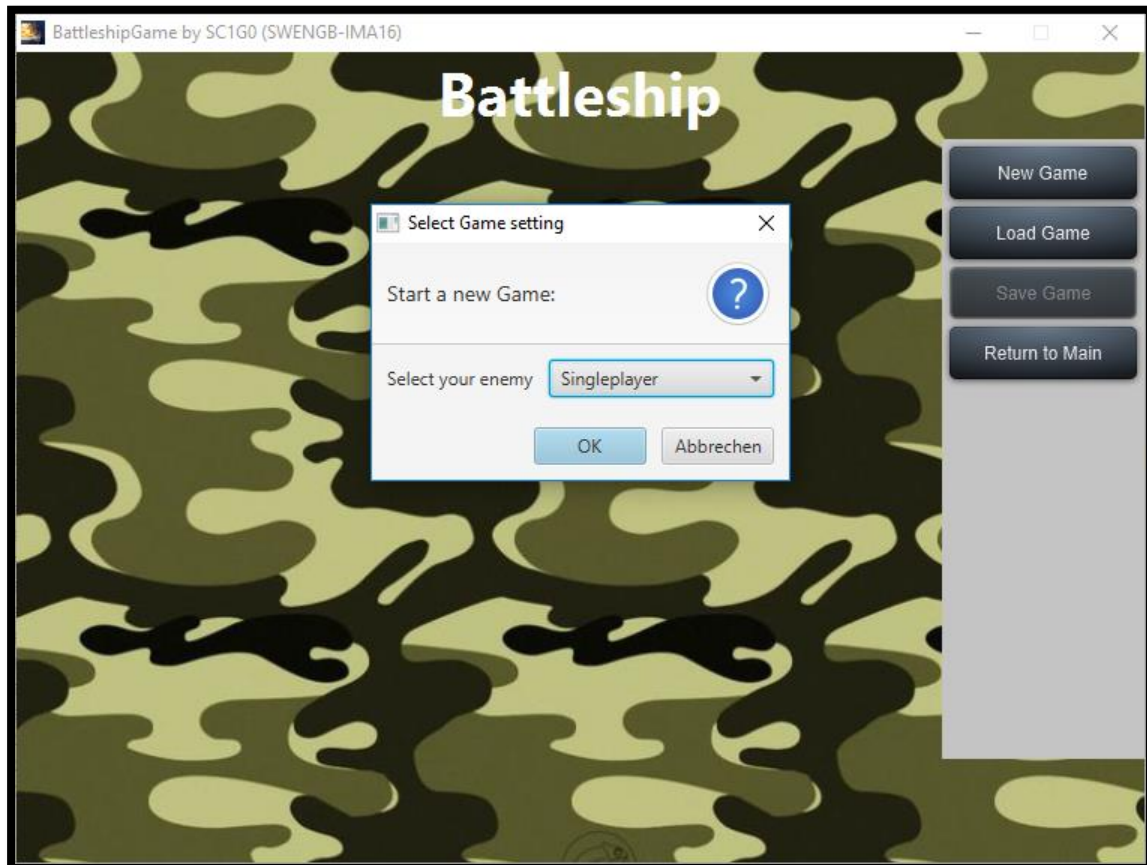 BattleshipGame by SC1G0 (SWENGB-IMA16)
Battleship
New Game
Load Game
Save Game
Return to Main
Select Game setting
Start a new Game:
?
Select your enemy Singleplayer
OK Abbrechen